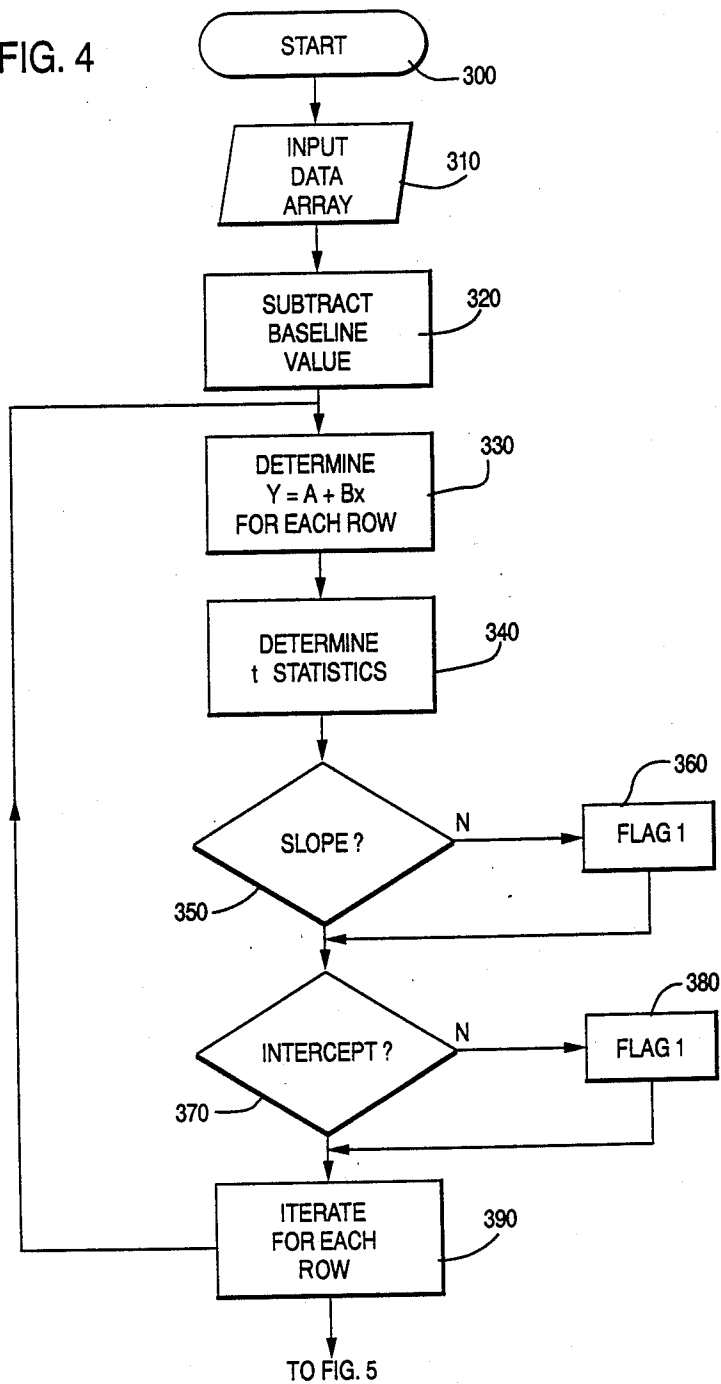 FIG. 4
START
300
INPUT
DATA
ARRAY
310
SUBTRACT
BASELINE
VALUE
320
DETERMINE
Y = A + Bx
FOR EACH ROW
330
DETERMINE
t STATISTICS
340
SLOPE ?
350
N
360
FLAG 1
INTERCEPT ?
370
N
380
FLAG 1
ITERATE
FOR EACH
ROW
390
TO FIG. 5